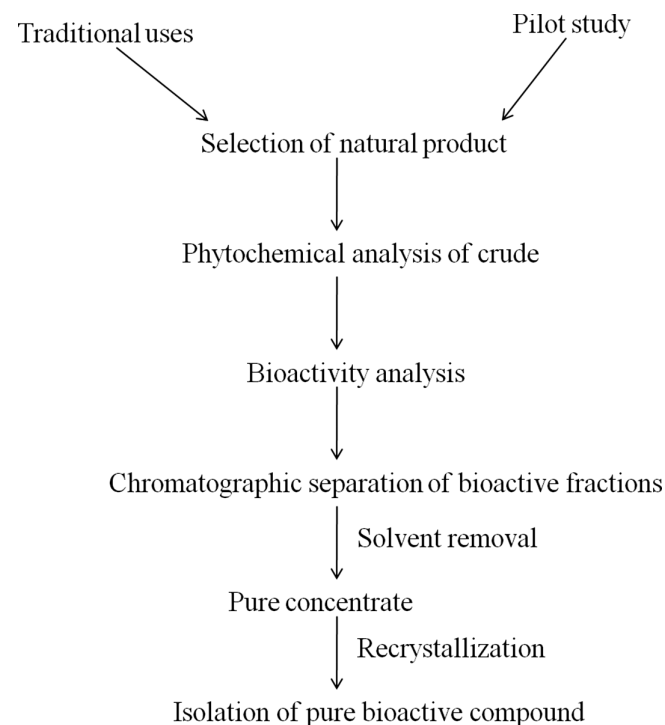 Traditional uses
Pilot study
Selection of natural product
Phytochemical analysis of crude
Bioactivity analysis
Chromatographic separation of bioactive fractions
Solvent removal
Pure concentrate
Recrystallization
Isolation of pure bioactive compound